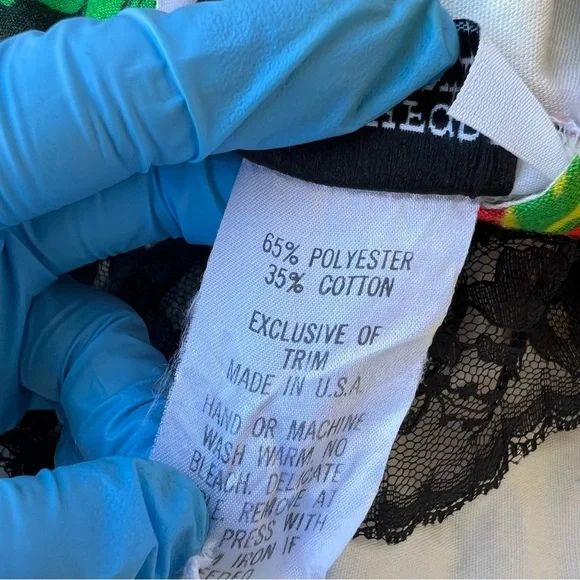 65% POLYESTER
35% COTTON
EXCLUSIVE OF
TRIM
MADE IN U.S.A.
HAND OR MACHINE
WASH WARM. NO
BLEACH. DELICATE
REMOVE AT
PRESS WITH
IRON IF